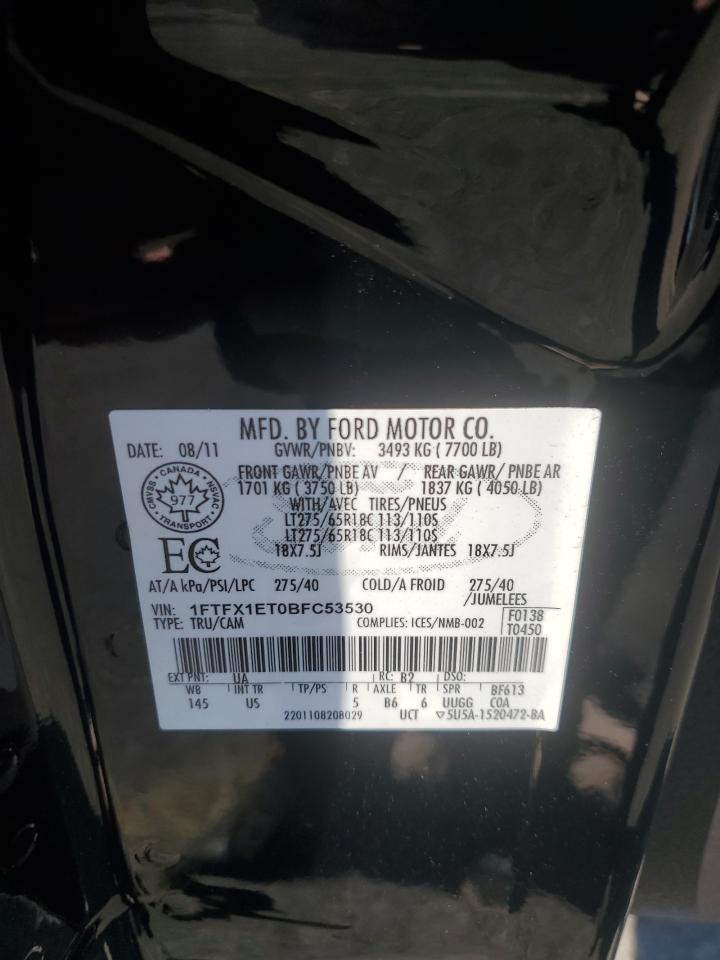 MFD. BY FORD MOTOR CO.
DATE: 08/11 GVWR/PNBV: 3493 KG ( 7700 LB)
FRONT GAWR/PNBE AV / REAR GAWR/ PNBE AR
1701 KG ( 3750 LB) 1837 KG ( 4050 LB)
WITH/AVEC TIRES/PNEUS
LT275/65R18C 113/110S
LT275/65R18C 113/110S
18X7.5J RIMS/JANTES 18X7.5J
CANADA
CMVSS NSVAC
977
TRANSPORT
EC
AT/A kPa/PSI/LPC 275/40 COLD/A FROID 275/40
/JUMELEES
VIN: 1FTFX1ET0BFC53530 F0138
TYPE: TRU/CAM COMPLIES: ICES/NMB-002 T0450
EXT PNT: UA RC: B2 DSO:
WB INT TR TP/PS R AXLE TR SPR BF613
145 US 5 B6 6 UUGG C0A
2201108208029 UCT ▽5U5A-1520472-BA